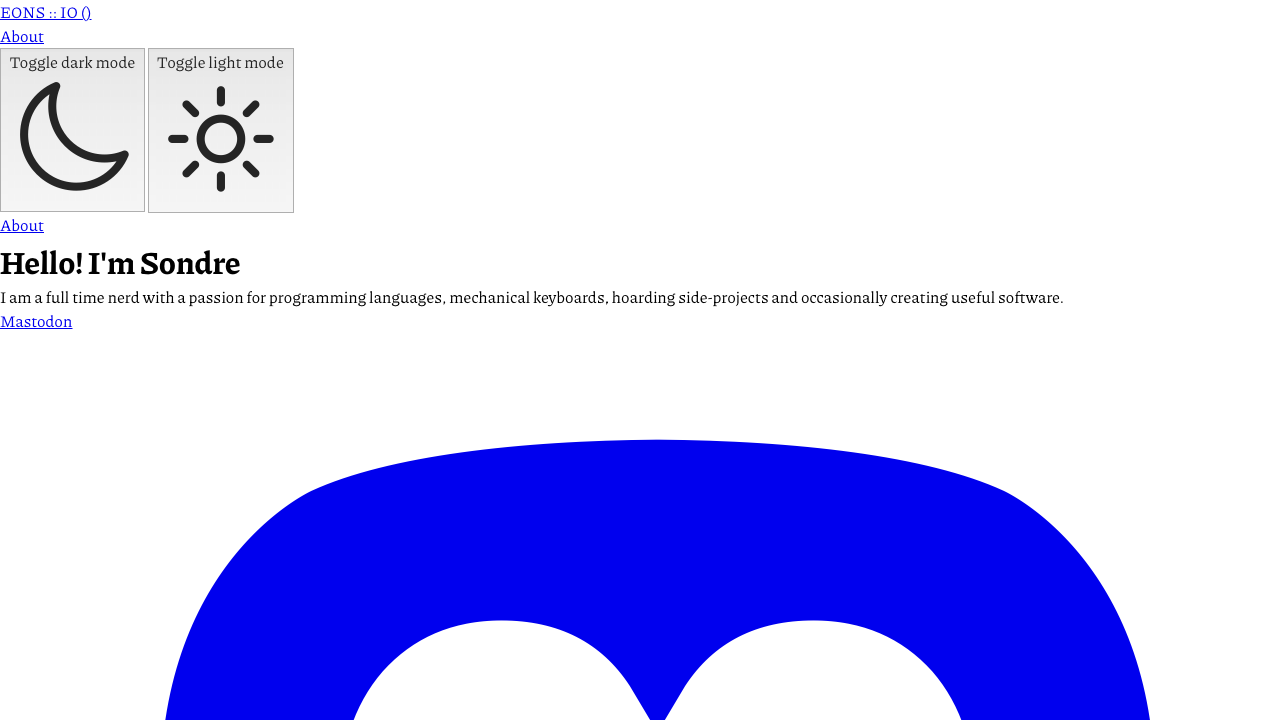 EONS :: IO ()
About
Toggle dark mode Toggle light mode
About
Hello! I'm Sondre
I am a full time nerd with a passion for programming languages, mechanical keyboards, hoarding side-projects and occasionally creating useful software.
Mastodon